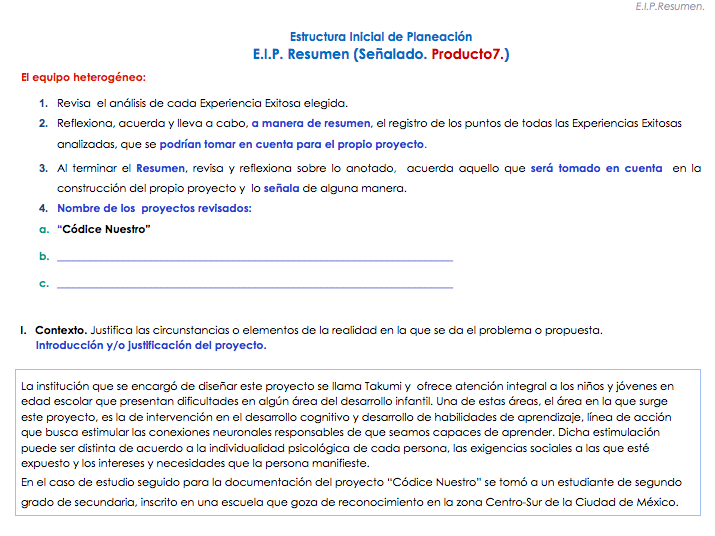 E.I.P.Resumen.
Estructura Inicial de Planeación
E.I.P. Resumen (Señalado. Producto7.)
El equipo heterogéneo:
1. Revisa el análisis de cada Experiencia Exitosa elegida.
2. Reflexiona, acuerda y lleva a cabo, a manera de resumen, el registro de los puntos de todas las Experiencias Exitosas
analizadas, que se podrían tomar en cuenta para el propio proyecto.
3. Al terminar el Resumen, revisa y reflexiona sobre lo anotado, acuerda aquello que será tomado en cuenta en la
construcción del propio proyecto y lo señala de alguna manera.
4. Nombre de los proyectos revisados:
a. “Códice Nuestro”
b. ______________________________________________
c. ______________________________________________
I. Contexto. Justifica las circunstancias o elementos de la realidad en la que se da el problema o propuesta.
Introducción y/o justificación del proyecto.
La institución que se encargó de diseñar este proyecto se llama Takumi y ofrece atención integral a los niños y jóvenes en
edad escolar que presentan dificultades en algún área del desarrollo infantil. Una de estas áreas, el área en la que surge
este proyecto, es la de intervención en el desarrollo cognitivo y desarrollo de habilidades de aprendizaje, línea de acción
que busca estimular las conexiones neuronales responsables de que seamos capaces de aprender. Dicha estimulación
puede ser distinta de acuerdo a la individualidad psicológica de cada persona, las exigencias sociales a las que esté
expuesto y los intereses y necesidades que la persona manifieste.
En el caso de estudio seguido para la documentación del proyecto “Códice Nuestro” se tomó a un estudiante de segundo
grado de secundaria, inscrito en una escuela que goza de reconocimiento en la zona Centro-Sur de la Ciudad de México.